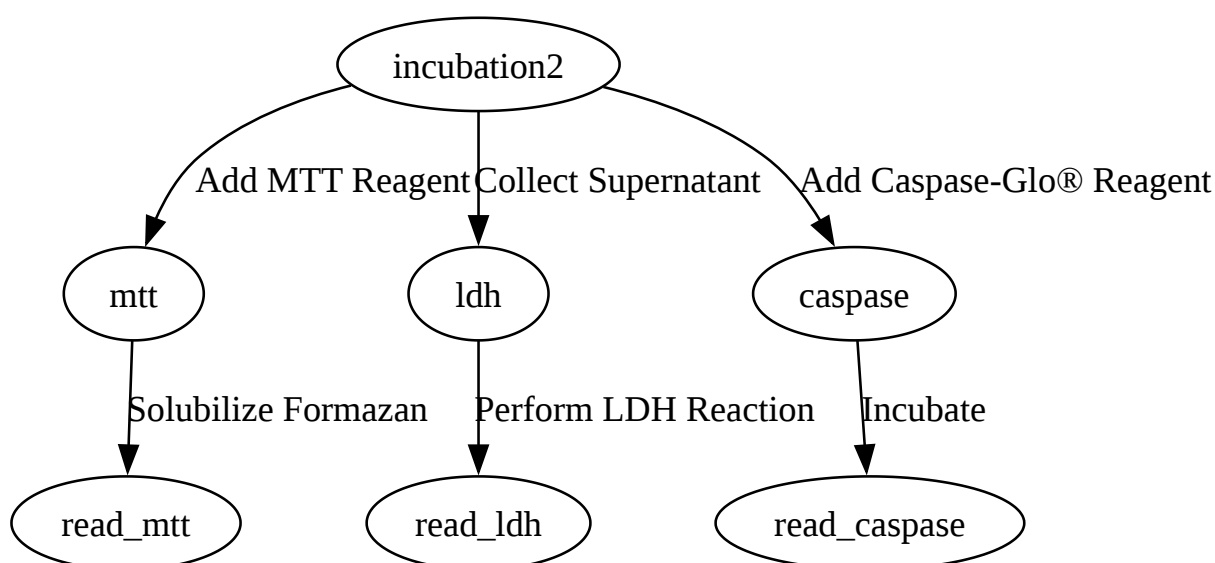 incubation2
Add MTT Reagent
Collect Supernatant
Add Caspase-Glo® Reagent
mtt
ldh
caspase
Solubilize Formazan
Perform LDH Reaction
Incubate
read_mtt
read_ldh
read_caspase